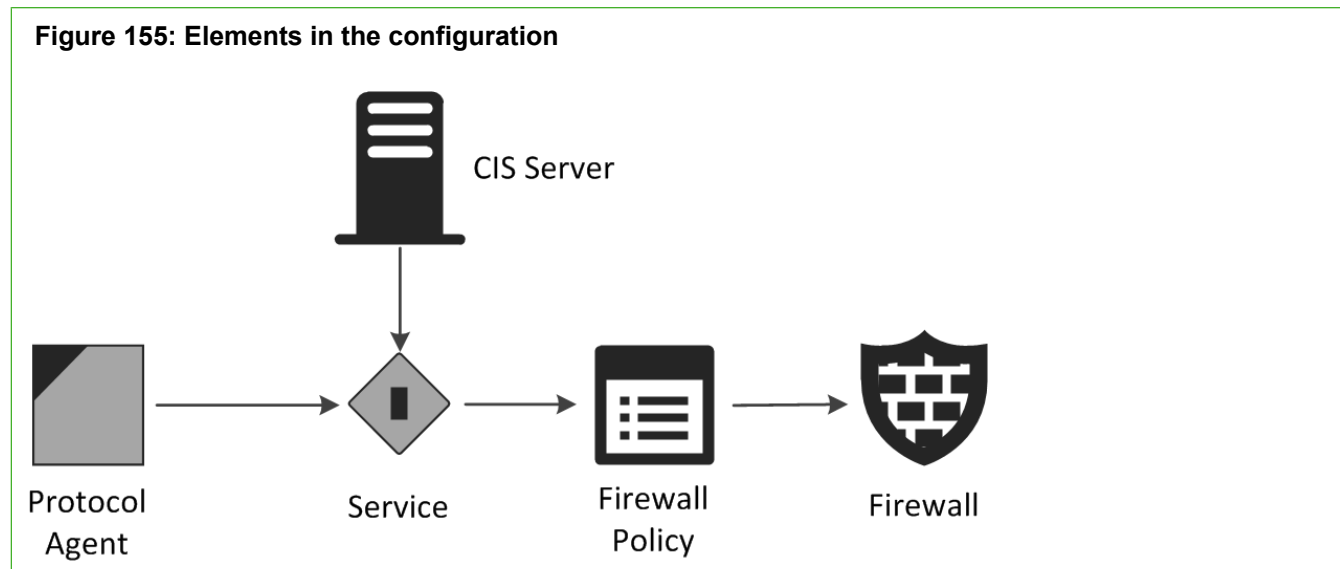 Figure 155: Elements in the configuration
CIS Server
Protocol
Agent
Service
Firewall
Policy
Firewall